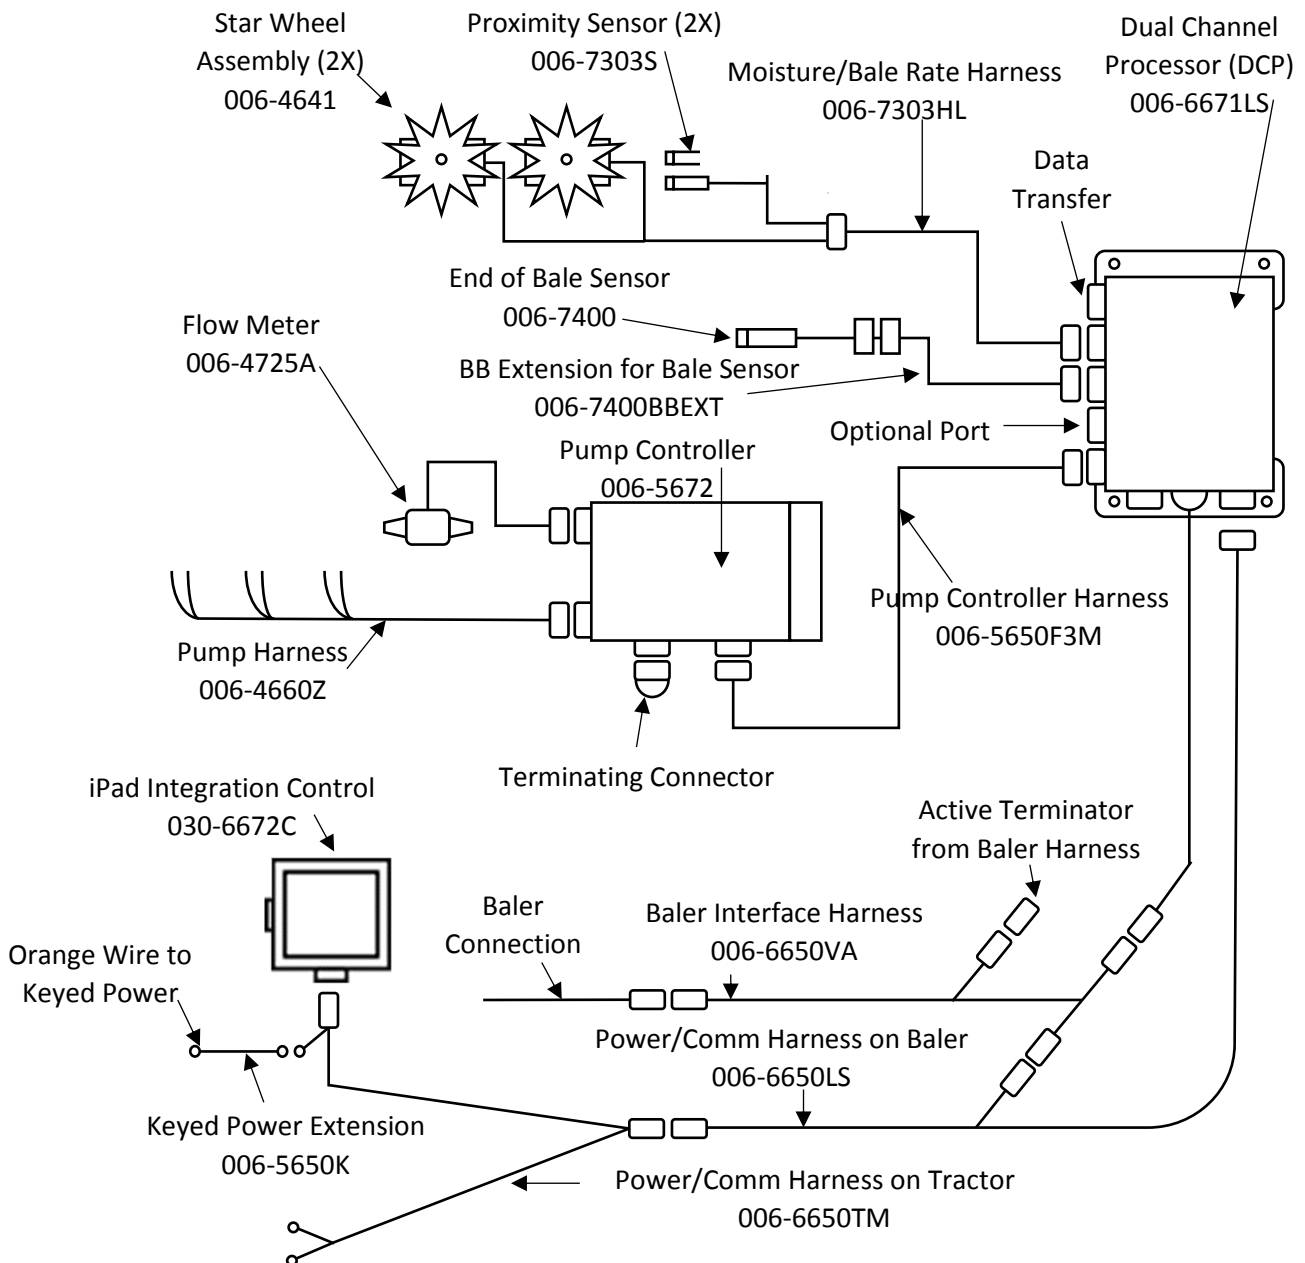 Star Wheel
Assembly (2X)
006-4641
Proximity Sensor (2X)
006-7303S
Moisture/Bale Rate Harness
006-7303HL
Dual Channel
Processor (DCP)
006-6671LS
Data
Transfer
End of Bale Sensor
006-7400
Flow Meter
006-4725A
BB Extension for Bale Sensor
006-7400BBEXT
Optional Port
Pump Controller
006-5672
Pump Controller Harness
006-5650F3M
Pump Harness
006-4660Z
Terminating Connector
iPad Integration Control
030-6672C
Active Terminator
from Baler Harness
Baler
Connection
Baler Interface Harness
006-6650VA
Orange Wire to
Keyed Power
Power/Comm Harness on Baler
006-6650LS
Keyed Power Extension
006-5650K
Power/Comm Harness on Tractor
006-6650TM